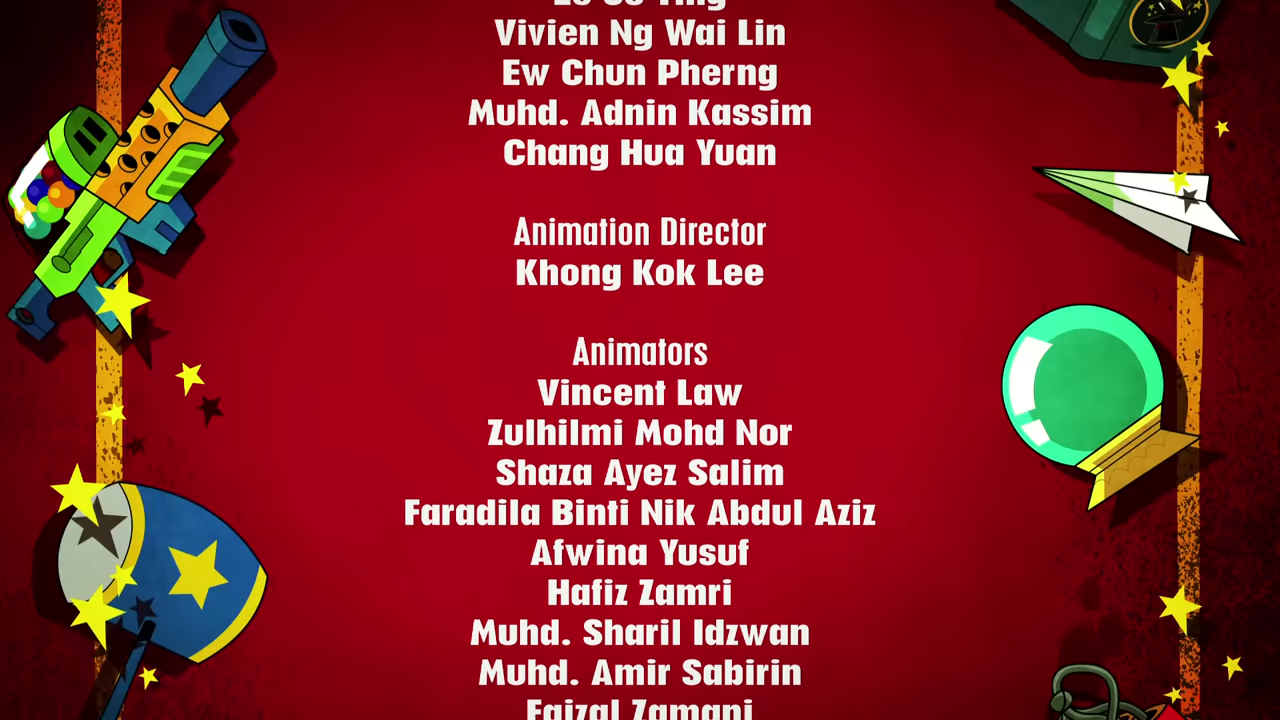 Vivien Ng Wai Lin
Ew Chun Pherng
Muhd. Adnin Kassim
Chang Hua Yuan
Animation Director
Khong Kok Lee
Animators
Vincent Law
Zulhilmi Mohd Nor
Shaza Ayez Salim
Faradila Binti Nik Abdul Aziz
Afwina Yusuf
Hafiz Zamri
Muhd. Sharil Idzwan
Muhd. Amir Sabirin
Faizal Zamani